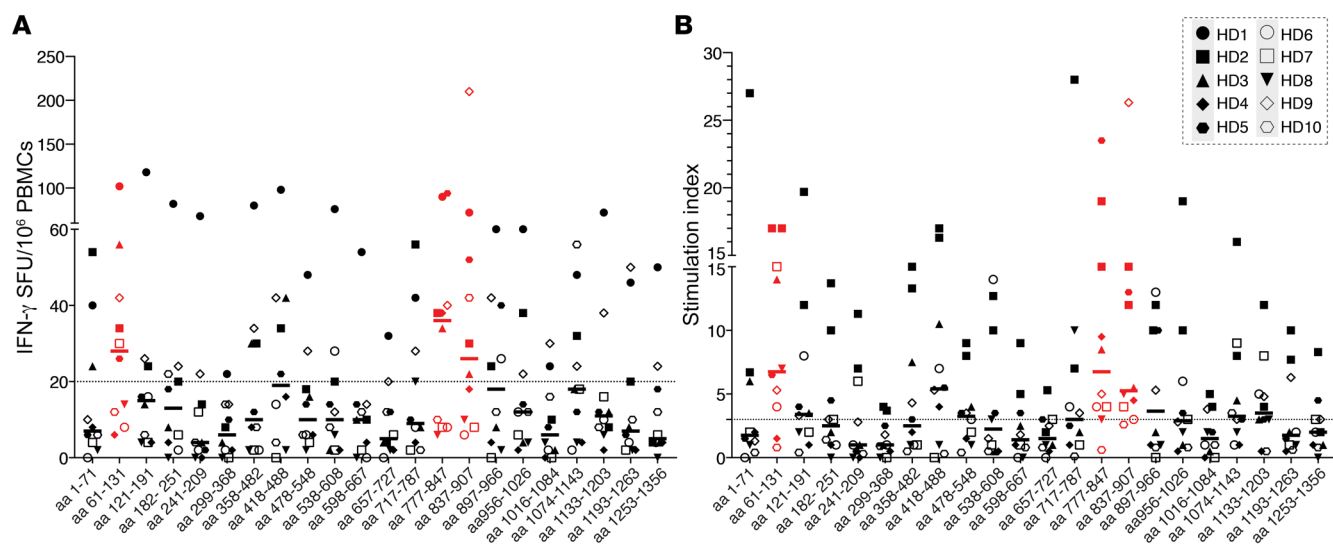 A
IFN-γ SFU/10⁶ PBMCs
250
200
150
100
60
40
20
0
aa 1-71
aa 61-131
aa 121-191
aa 182- 251
aa 241-209
aa 299-368
aa 358-482
aa 418-488
aa 478-548
aa 538-608
aa 598-667
aa 657-727
aa 717-787
aa 777-847
aa 837-907
aa 897-966
aa956-1026
aa 1016-1084
aa 1074-1143
aa 1133-1203
aa 1193-1263
aa 1253-1356
B
Stimulation index
30
25
20
15
15
10
5
0
aa 1-71
aa 61-131
aa 121-191
aa 182- 251
aa 241-209
aa 299-368
aa 358-482
aa 418-488
aa 478-548
aa 538-608
aa 598-667
aa 657-727
aa 717-787
aa 777-847
aa 837-907
aa 897-966
aa956-1026
aa 1016-1084
aa 1074-1143
aa 1133-1203
aa 1193-1263
aa 1253-1356
HD1 HD6
HD2 HD7
HD3 HD8
HD4 HD9
HD5 HD10